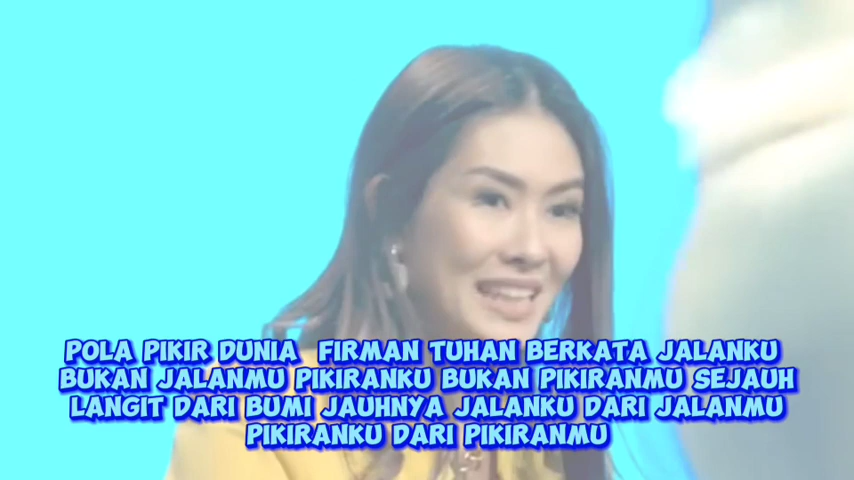 POLA PIKIR DUNIA FIRMAN TUHAN BERKATA JALANKU
BUKAN JALANMU PIKIRANKU BUKAN PIKIRANMU SEJAUH
LANGIT DARI BUMI JAUHNYA JALANKU DARI JALANMU
PIKIRANKU DARI PIKIRANMU